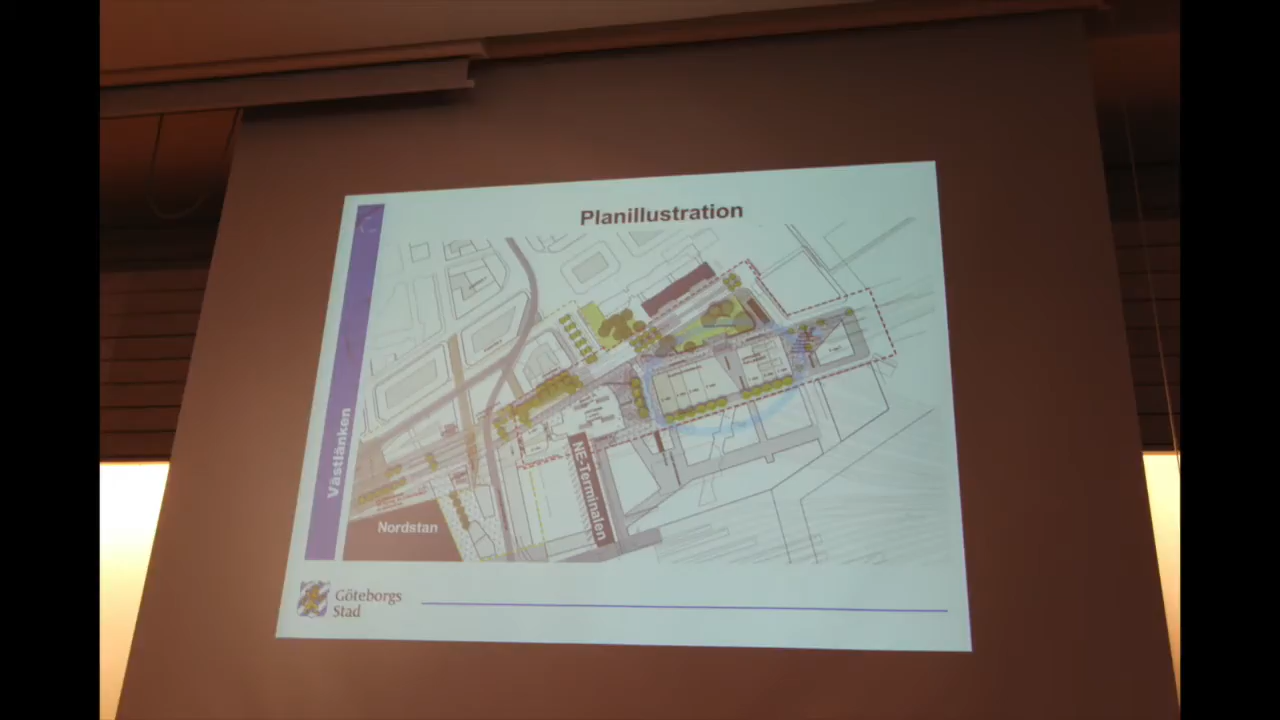 Planillustration
Västlänken
NE-Terminalen
Nordstan
Göteborgs
Stad